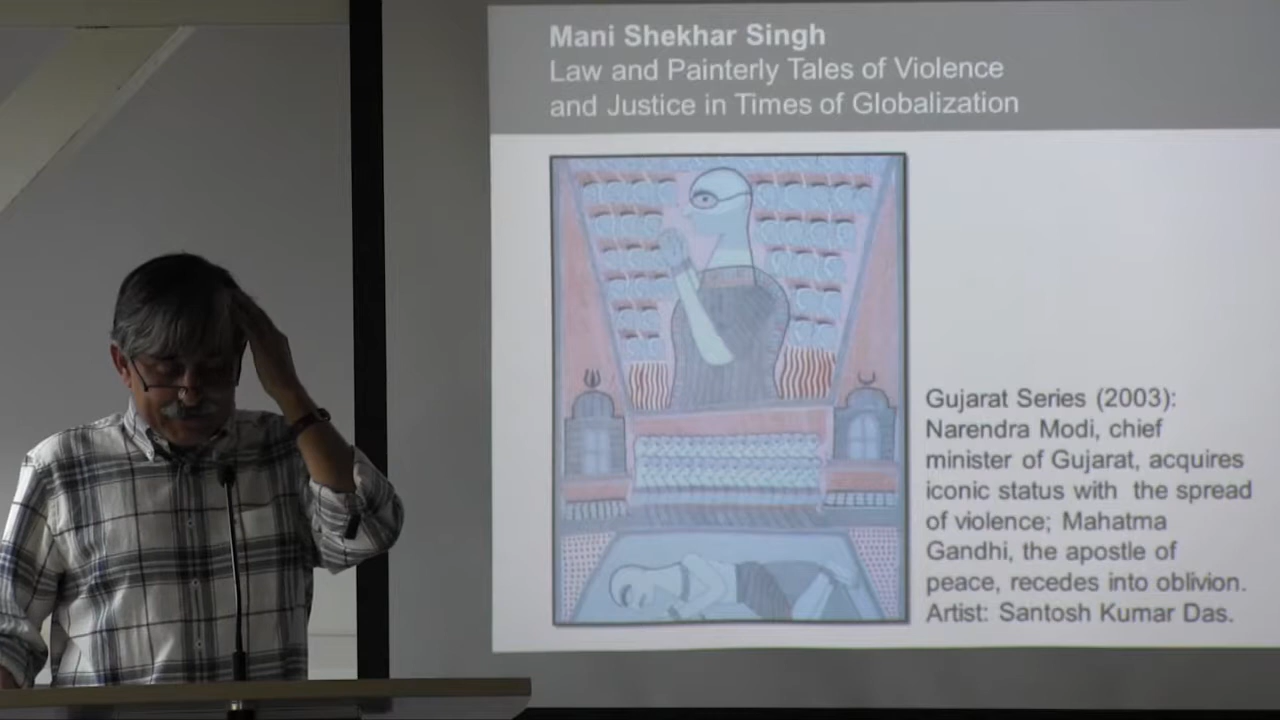 Mani Shekhar Singh
Law and Painterly Tales of Violence
and Justice in Times of Globalization
Gujarat Series (2003):
Narendra Modi, chief
minister of Gujarat, acquires
iconic status with the spread
of violence; Mahatma
Gandhi, the apostle of
peace, recedes into oblivion.
Artist: Santosh Kumar Das.